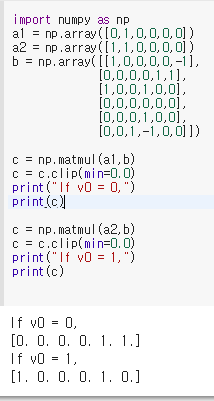 import numpy as np
a1 = np.array([0,1,0,0,0,0])
a2 = np.array([1,1,0,0,0,0])
b = np.array([[1,0,0,0,0,-1],
[0,0,0,0,1,1],
[1,0,0,1,0,0],
[0,0,0,0,0,0],
[0,0,0,1,0,0],
[0,0,1,-1,0,0]])
c = np.matmul(a1,b)
c = c.clip(min=0.0)
print("If v0 = 0,")
print(c)
c = np.matmul(a2,b)
c = c.clip(min=0.0)
print("If v0 = 1,")
print(c)
If v0 = 0,
[0. 0. 0. 0. 1. 1.]
If v0 = 1,
[1. 0. 0. 0. 1. 0.]